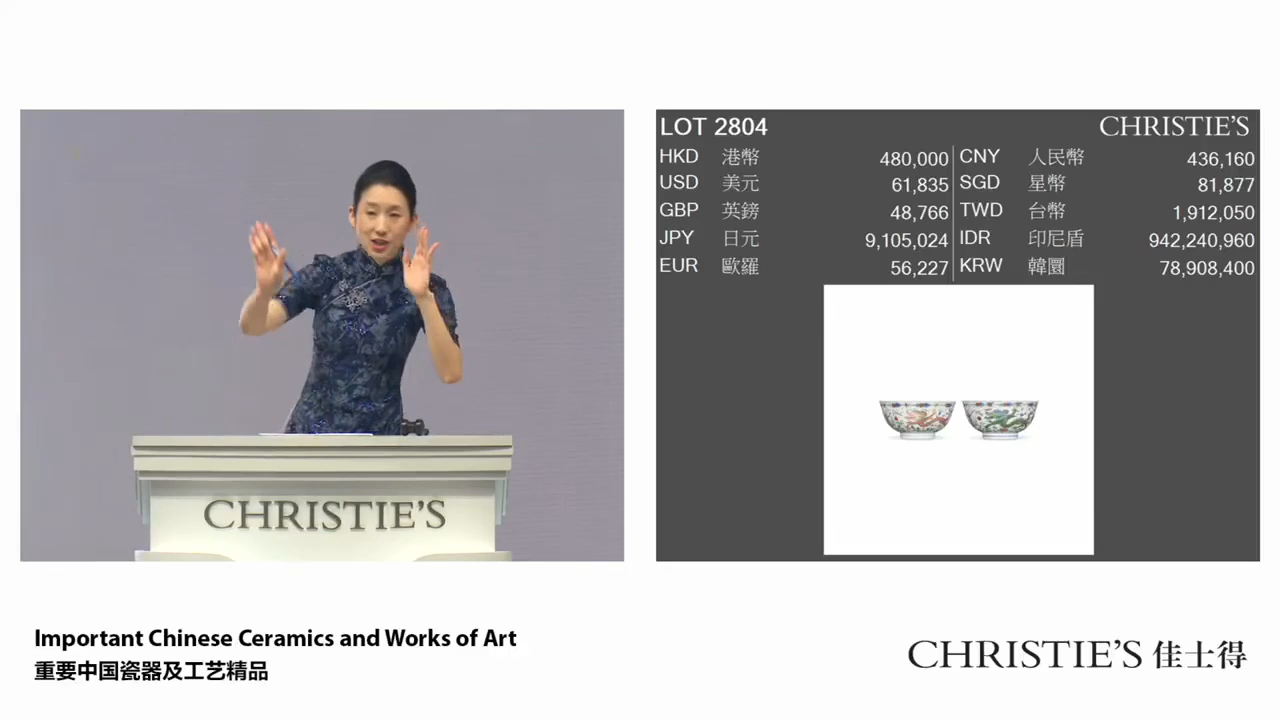 LOT 2804
CHRISTIE'S
HKD 港幣 480,000 CNY 人民幣 436,160
USD 美元 61,835 SGD 星幣 81,877
GBP 英鎊 48,766 TWD 台幣 1,912,050
JPY 日元 9,105,024 IDR 印尼盾 942,240,960
EUR 歐羅 56,227 KRW 韓圜 78,908,400
CHRISTIE'S
Important Chinese Ceramics and Works of Art
重要中国瓷器及工艺精品
CHRISTIE'S 佳士得